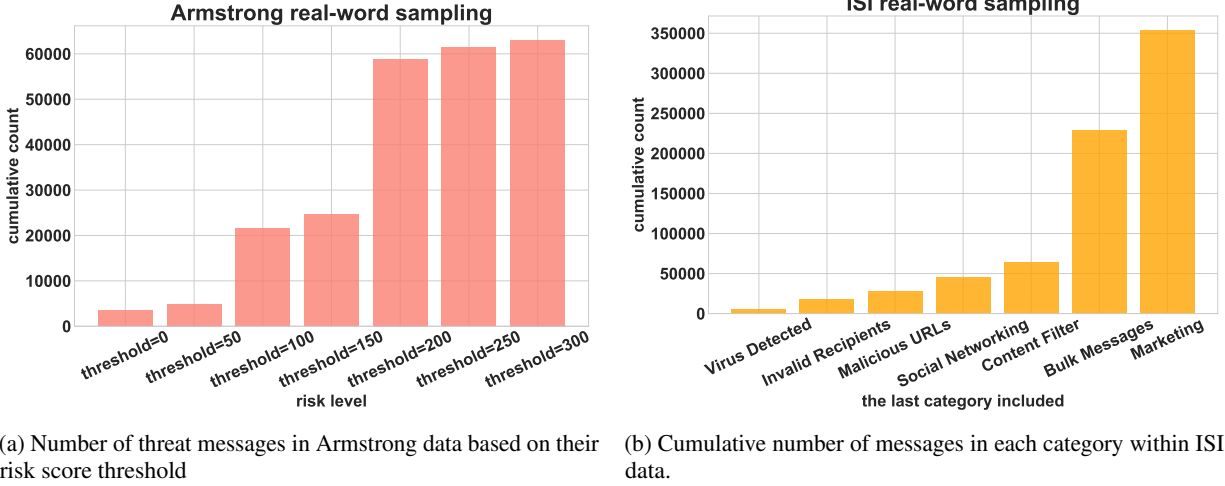 Armstrong real-word sampling
60000
50000
40000
30000
20000
10000
0
cumulative count
threshold=0
threshold=50
threshold=100
threshold=150
threshold=200
threshold=250
threshold=300
risk level
ISI real-word sampling
350000
300000
250000
200000
150000
100000
50000
0
cumulative count
Virus Detected
Invalid Recipients
Malicious URLs
Social Networking
Content Filter
Bulk Messages
Marketing
the last category included
(a) Number of threat messages in Armstrong data based on their
risk score threshold
(b) Cumulative number of messages in each category within ISI
data.